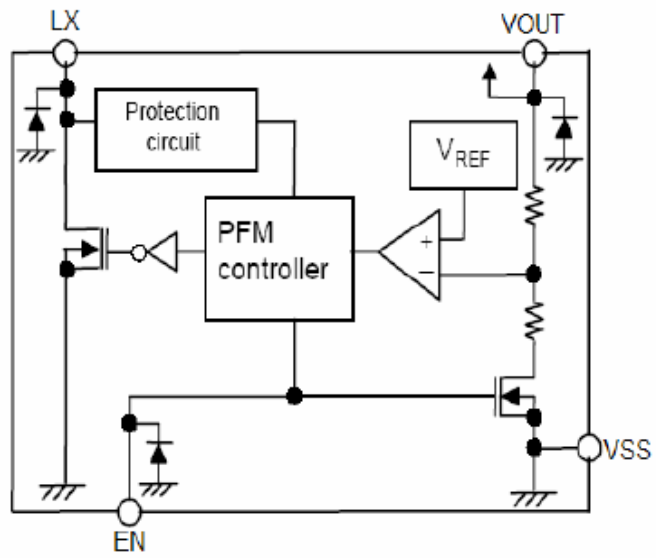 LX
VOUT
Protection
circuit
VREF
PFM
controller
+
−
VSS
EN